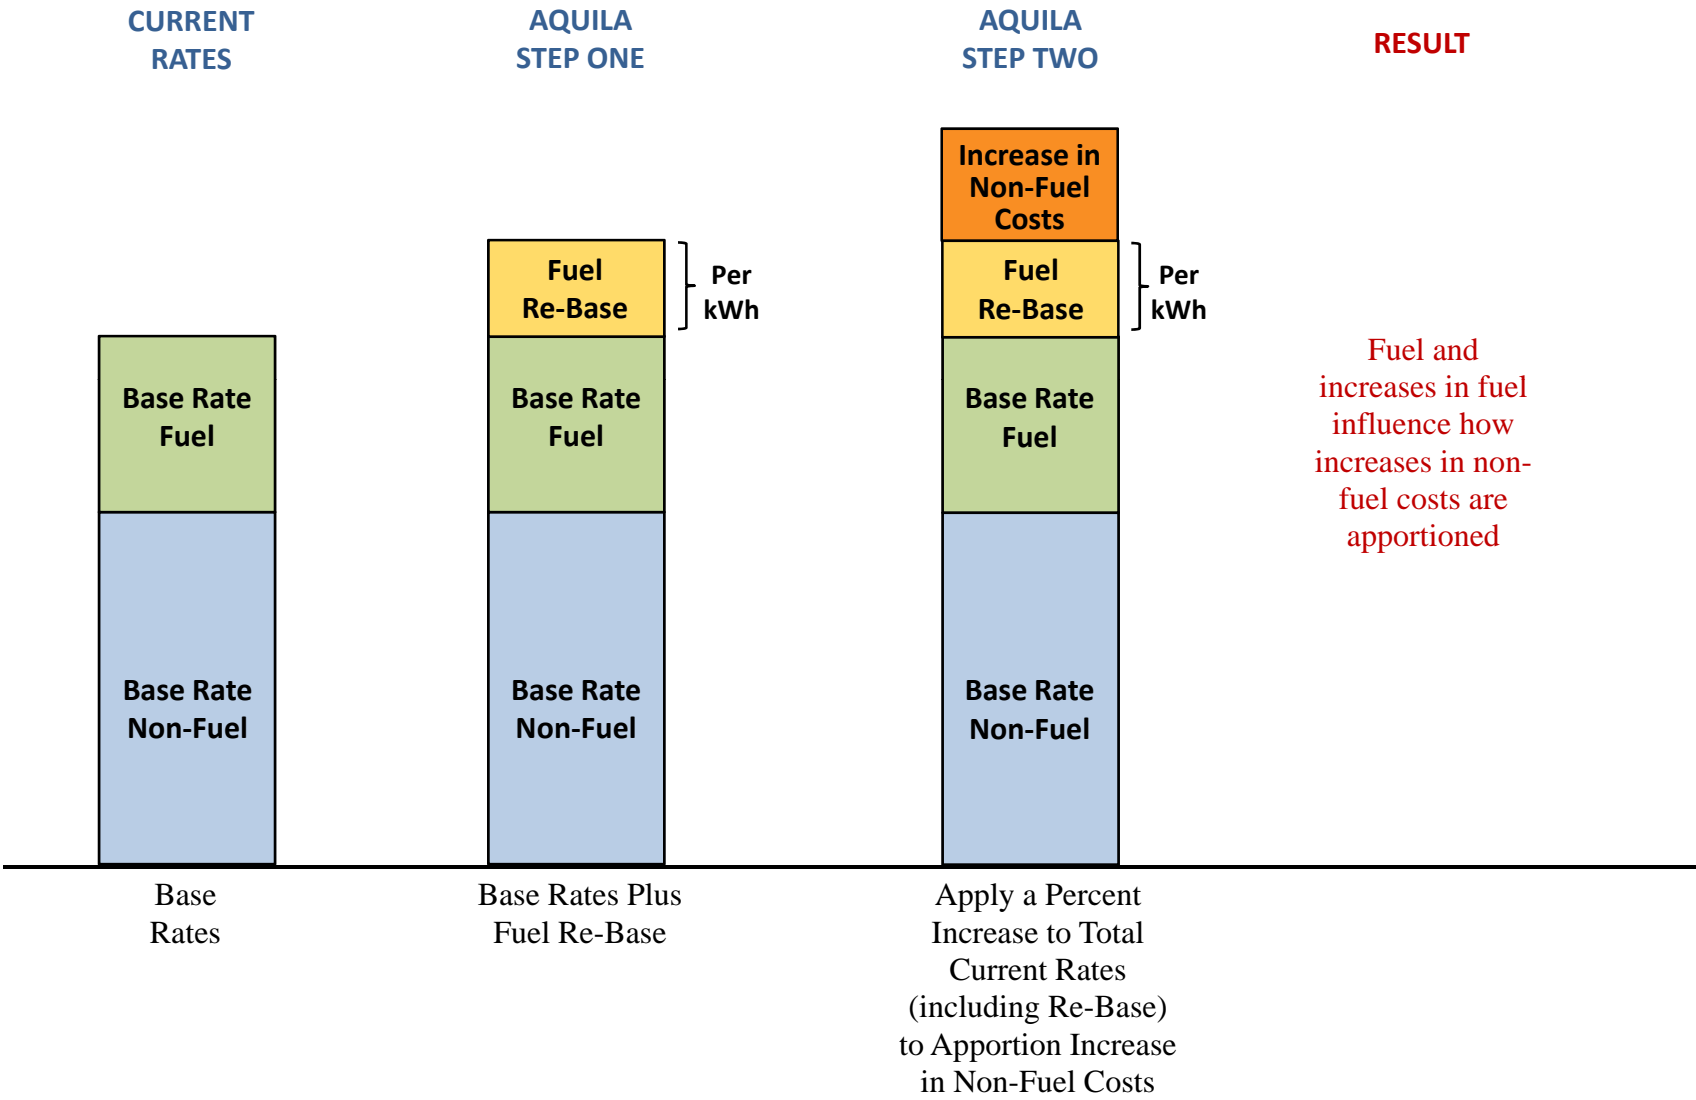 CURRENT
RATES
AQUILA
STEP ONE
AQUILA
STEP TWO
RESULT
Base Rate
Fuel
Base Rate
Non-Fuel
Base
Rates
Fuel
Re-Base
Per
kWh
Base Rate
Fuel
Base Rate
Non-Fuel
Base Rates Plus
Fuel Re-Base
Increase in
Non-Fuel
Costs
Fuel
Re-Base
Per
kWh
Base Rate
Fuel
Base Rate
Non-Fuel
Apply a Percent
Increase to Total
Current Rates
(including Re-Base)
to Apportion Increase
in Non-Fuel Costs
Fuel and
increases in fuel
influence how
increases in non-
fuel costs are
apportioned